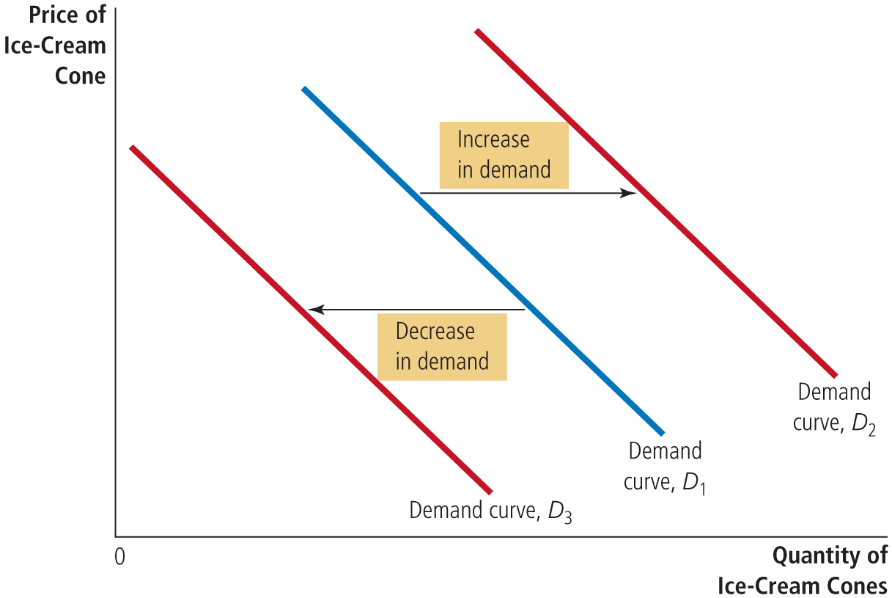 Price of
Ice-Cream
Cone
Increase
in demand
Decrease
in demand
Demand
curve, D₂
Demand
curve, D₁
Demand curve, D₃
0
Quantity of
Ice-Cream Cones